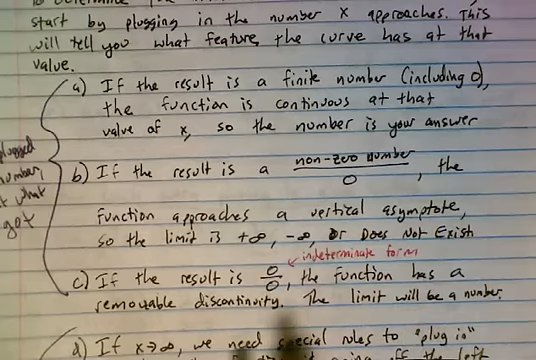 start by plugging in the number x approaches. This
will tell you what feature the curve has at that
value.
a) If the result is a finite number (including 0),
the function is continuous at that
value of x, so the number is your answer
plugged
number,
what
got
b) If the result is a non-zero number / 0, the
function approaches a vertical asymptote,
so the limit is +∞, -∞, or Does Not Exist
indeterminate form
c) If the result is 0/0, the function has a
removable discontinuity. The limit will be a number.
d) If x→∞, we need special rules to "plug in"
off the left